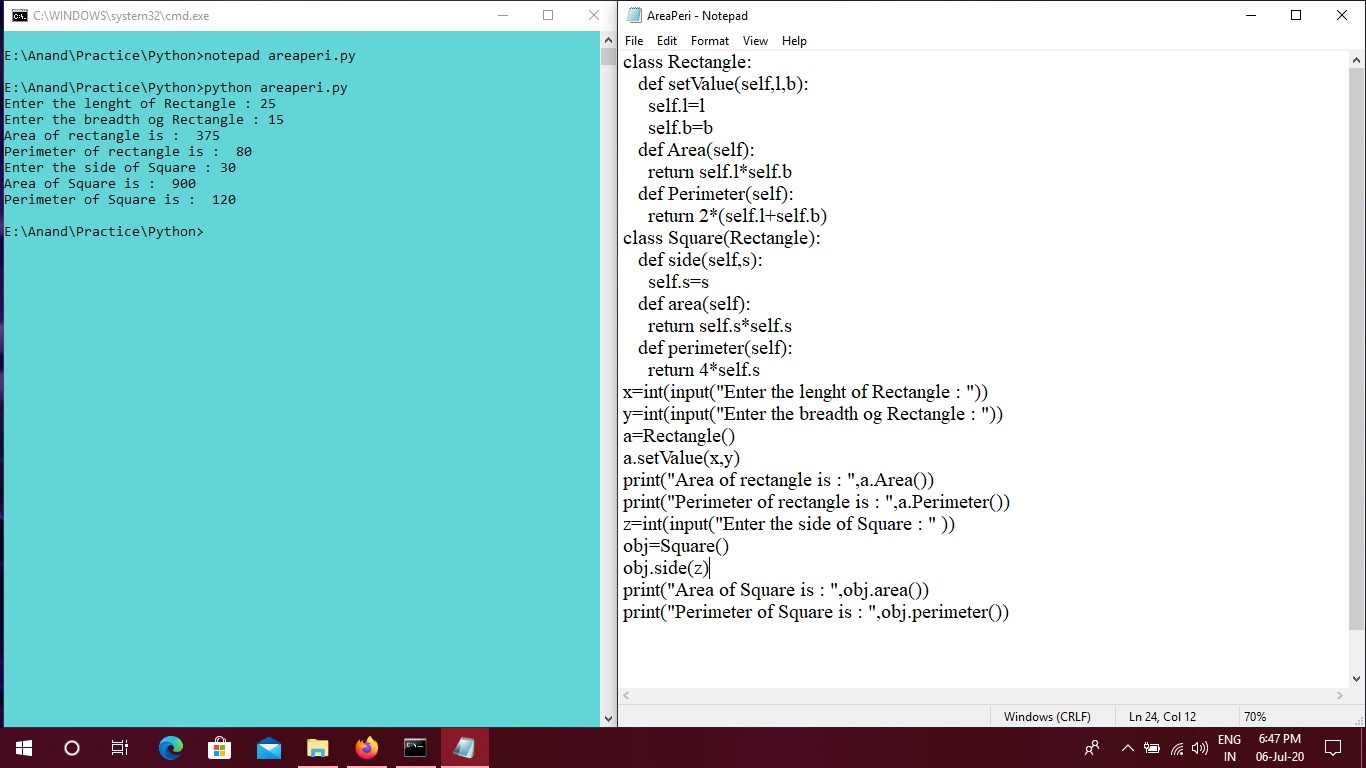 C:\WINDOWS\system32\cmd.exe
E:\Anand\Practice\Python>notepad areaperi.py
E:\Anand\Practice\Python>python areaperi.py
Enter the lenght of Rectangle : 25
Enter the breadth og Rectangle : 15
Area of rectangle is :  375
Perimeter of rectangle is :  80
Enter the side of Square : 30
Area of Square is :  900
Perimeter of Square is :  120
E:\Anand\Practice\Python>
AreaPeri - Notepad
File Edit Format View Help
class Rectangle:
   def setValue(self,l,b):
     self.l=l
     self.b=b
   def Area(self):
     return self.l*self.b
   def Perimeter(self):
     return 2*(self.l+self.b)
class Square(Rectangle):
   def side(self,s):
     self.s=s
   def area(self):
     return self.s*self.s
   def perimeter(self):
     return 4*self.s
x=int(input("Enter the lenght of Rectangle : "))
y=int(input("Enter the breadth og Rectangle : "))
a=Rectangle()
a.setValue(x,y)
print("Area of rectangle is : ",a.Area())
print("Perimeter of rectangle is : ",a.Perimeter())
z=int(input("Enter the side of Square : " ))
obj=Square()
obj.side(z)
print("Area of Square is : ",obj.area())
print("Perimeter of Square is : ",obj.perimeter())
Windows (CRLF) Ln 24, Col 12 70%
ENG 6:47 PM
IN 06-Jul-20